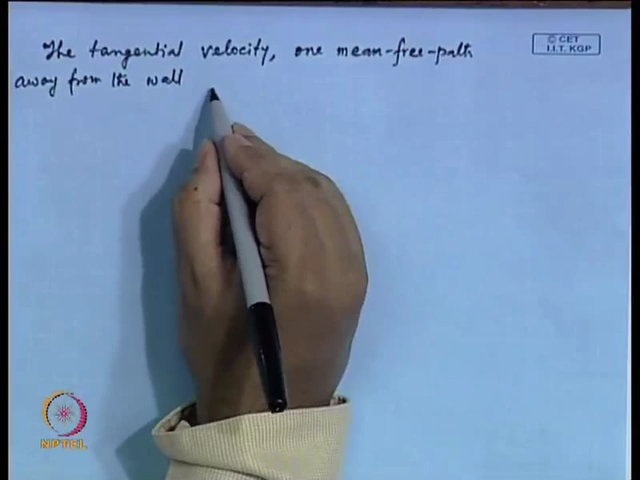 The tangential velocity, one mean-free-path
away from the wall
© CET
I.I.T. KGP
NPTEL